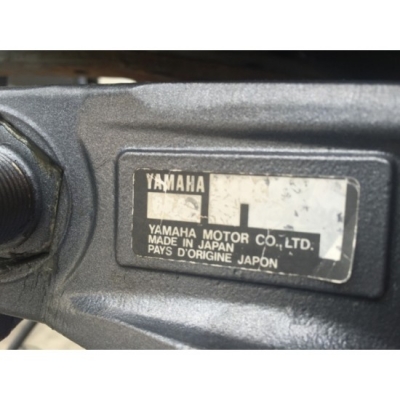 YAMAHA
YAMAHA MOTOR CO.,LTD.
MADE IN JAPAN
PAYS D'ORIGINE JAPON